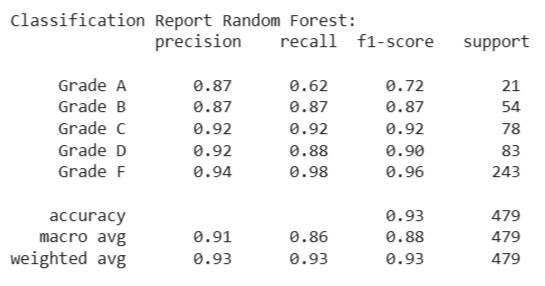 Classification Report Random Forest:
precision recall f1-score support
Grade A 0.87 0.62 0.72 21
Grade B 0.87 0.87 0.87 54
Grade C 0.92 0.92 0.92 78
Grade D 0.92 0.88 0.90 83
Grade F 0.94 0.98 0.96 243
accuracy 0.93 479
macro avg 0.91 0.86 0.88 479
weighted avg 0.93 0.93 0.93 479